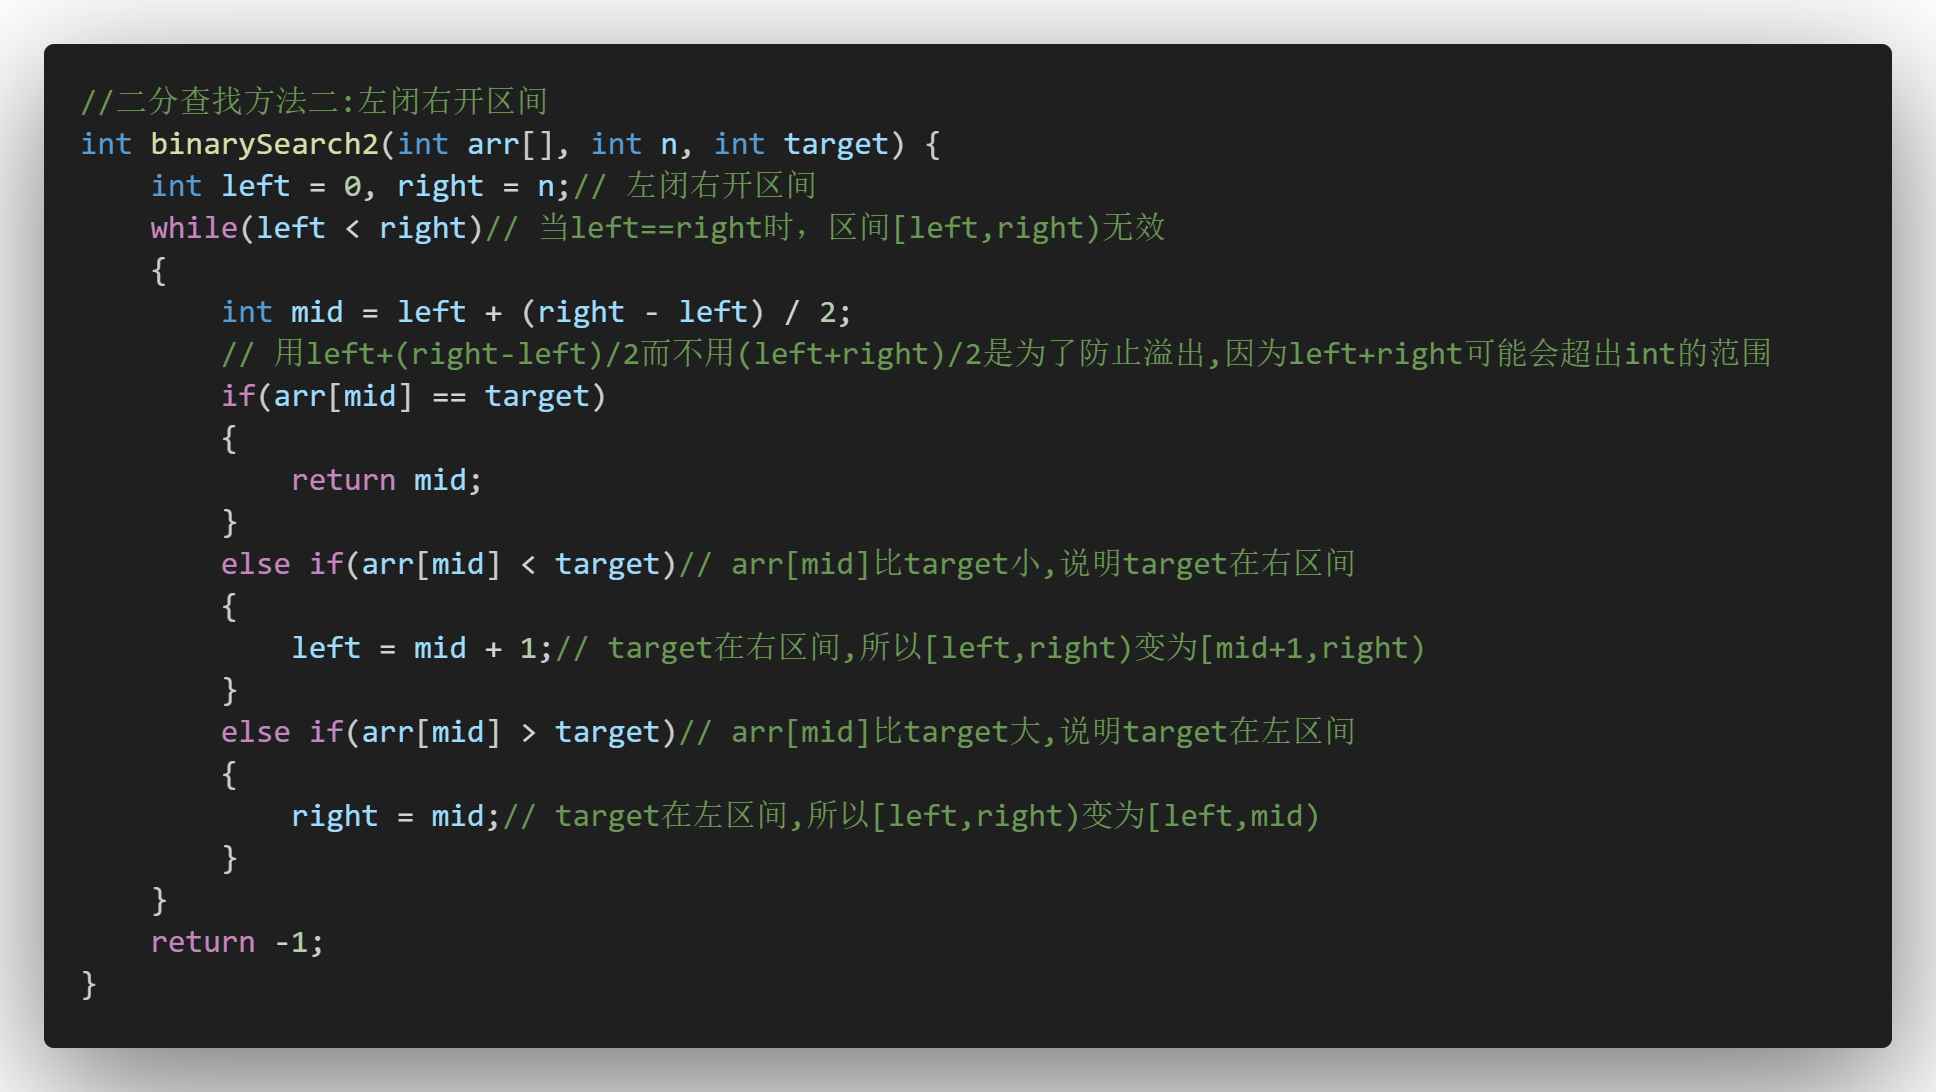 //二分查找方法二:左闭右开区间
int binarySearch2(int arr[], int n, int target) {
    int left = 0, right = n;// 左闭右开区间
    while(left < right)// 当left==right时，区间[left,right)无效
    {
        int mid = left + (right - left) / 2;
        // 用left+(right-left)/2而不用(left+right)/2是为了防止溢出,因为left+right可能会超出int的范围
        if(arr[mid] == target)
        {
            return mid;
        }
        else if(arr[mid] < target)// arr[mid]比target小,说明target在右区间
        {
            left = mid + 1;// target在右区间,所以[left,right)变为[mid+1,right)
        }
        else if(arr[mid] > target)// arr[mid]比target大,说明target在左区间
        {
            right = mid;// target在左区间,所以[left,right)变为[left,mid)
        }
    }
    return -1;
}